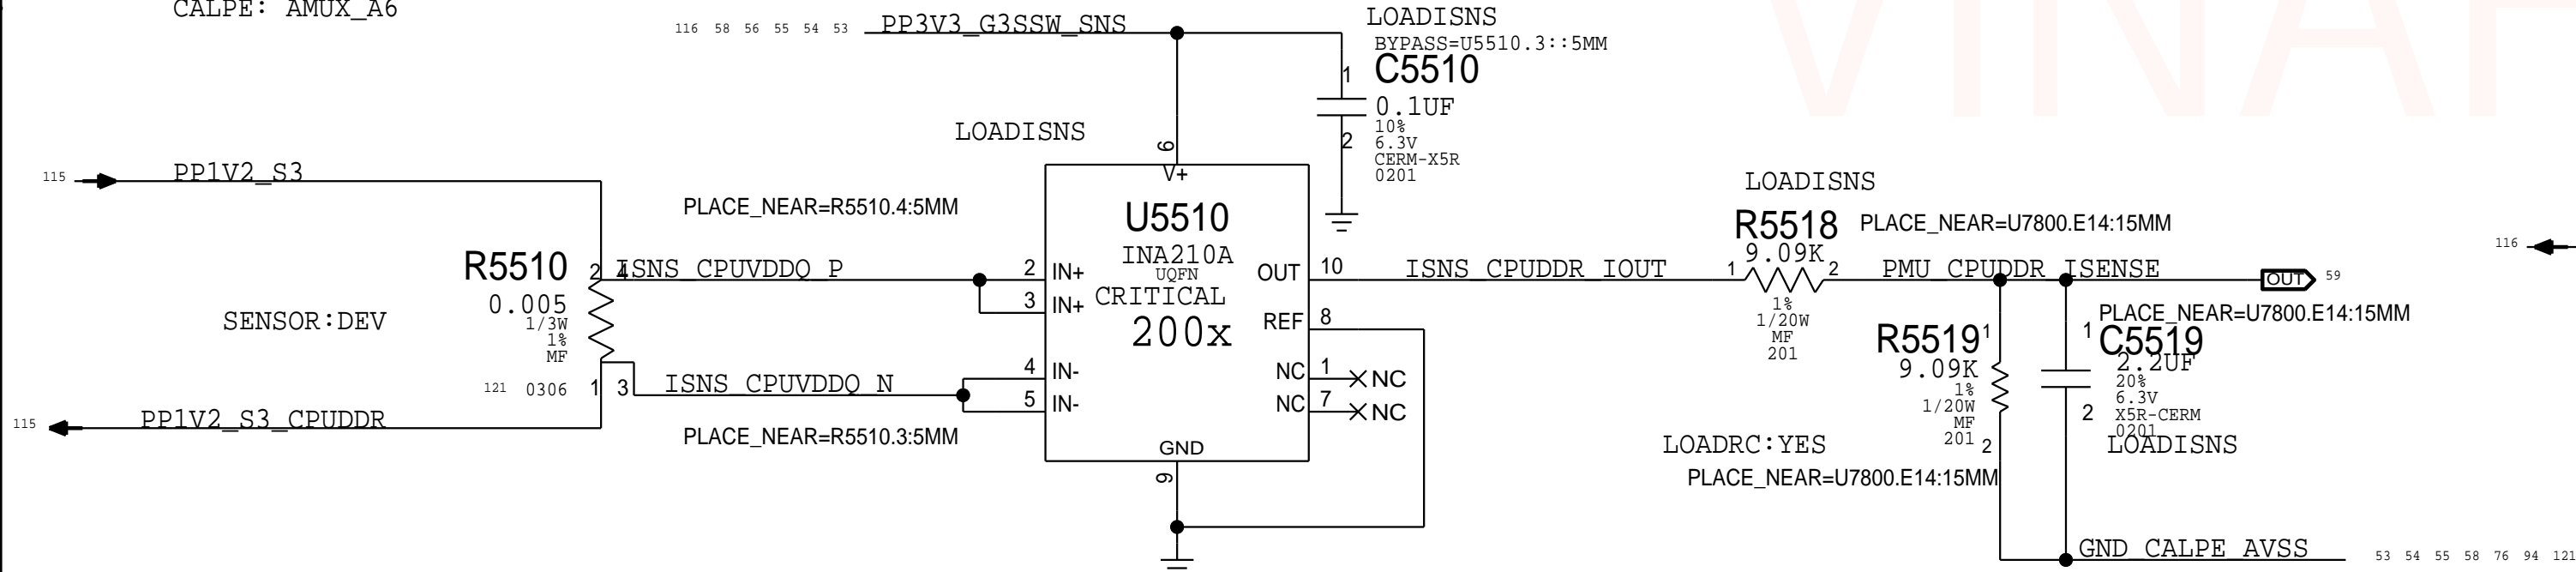 CALPE: AMUX_A6
116 58 56 55 54 53 PP3V3_G3SSW_SNS
LOADISNS
BYPASS=U5510.3::5MM
C5510
1
0.1UF
10%
6.3V
2
CERM-X5R
0201
LOADISNS
6
V+
115 PP1V2_S3
PLACE_NEAR=R5510.4:5MM
R5510
0.005
1/3W
1%
MF
0306
121
2 4
1 3
SENSOR:DEV
115 PP1V2_S3_CPUDDR
ISNS_CPUVDDQ_P
ISNS_CPUVDDQ_N
PLACE_NEAR=R5510.3:5MM
U5510
INA210A
UQFN
CRITICAL
200x
2 IN+
3 IN+
4 IN-
5 IN-
OUT 10
REF 8
NC 1 NC
NC 7 NC
GND
9
ISNS_CPUDDR_IOUT
LOADISNS
R5518
PLACE_NEAR=U7800.E14:15MM
9.09K
1 2
1%
1/20W
MF
201
PMU_CPUDDR_ISENSE
OUT 59
116
PLACE_NEAR=U7800.E14:15MM
R5519
1
9.09K
1%
1/20W
MF
201
2
LOADRC:YES
PLACE_NEAR=U7800.E14:15MM
1
C5519
2.2UF
20%
6.3V
2
X5R-CERM
0201
LOADISNS
GND_CALPE_AVSS 53 54 55 58 76 94 121
VINAF